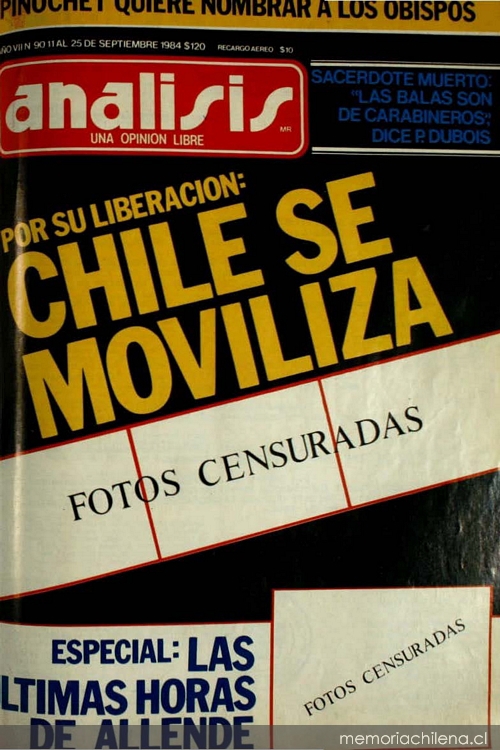 PINOCHET QUIERE NOMBRAR A LOS OBISPOS
AÑO VII N 90 11 AL 25 DE SEPTIEMBRE 1984 $120 RECARGO AEREO $10
analisis
MR
UNA OPINION LIBRE
SACERDOTE MUERTO:
"LAS BALAS SON
DE CARABINEROS",
DICE P. DUBOIS
POR SU LIBERACION:
CHILE SE
MOVILIZA
FOTOS CENSURADAS
ESPECIAL: LAS
LTIMAS HORAS
DE ALLENDE
FOTOS CENSURADAS
memoriachilena.cl